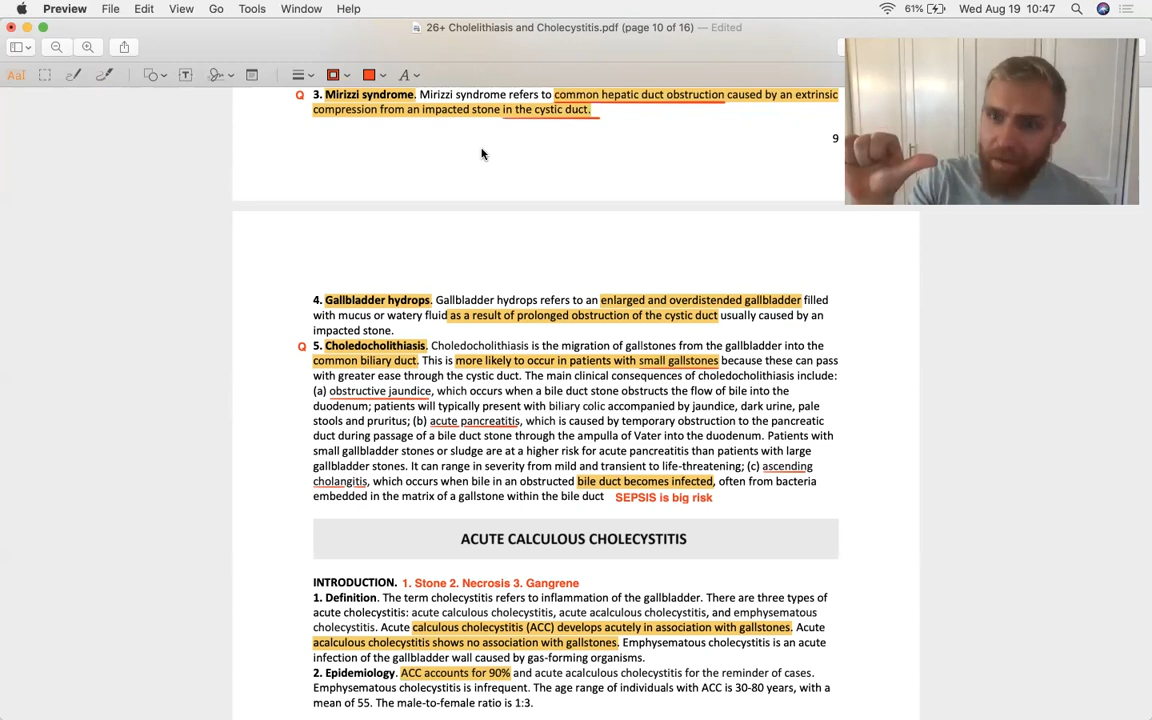 Preview File Edit View Go Tools Window Help 61% Wed Aug 19 10:47
26+ Cholelithiasis and Cholecystitis.pdf (page 10 of 16) — Edited
Q 3. Mirizzi syndrome. Mirizzi syndrome refers to common hepatic duct obstruction caused by an extrinsic
compression from an impacted stone in the cystic duct.
9
4. Gallbladder hydrops. Gallbladder hydrops refers to an enlarged and overdistended gallbladder filled
with mucus or watery fluid as a result of prolonged obstruction of the cystic duct usually caused by an
impacted stone.
Q 5. Choledocholithiasis. Choledocholithiasis is the migration of gallstones from the gallbladder into the
common biliary duct. This is more likely to occur in patients with small gallstones because these can pass
with greater ease through the cystic duct. The main clinical consequences of choledocholithiasis include:
(a) obstructive jaundice, which occurs when a bile duct stone obstructs the flow of bile into the
duodenum; patients will typically present with biliary colic accompanied by jaundice, dark urine, pale
stools and pruritus; (b) acute pancreatitis, which is caused by temporary obstruction to the pancreatic
duct during passage of a bile duct stone through the ampulla of Vater into the duodenum. Patients with
small gallbladder stones or sludge are at a higher risk for acute pancreatitis than patients with large
gallbladder stones. It can range in severity from mild and transient to life-threatening; (c) ascending
cholangitis, which occurs when bile in an obstructed bile duct becomes infected, often from bacteria
embedded in the matrix of a gallstone within the bile duct SEPSIS is big risk
ACUTE CALCULOUS CHOLECYSTITIS
INTRODUCTION. 1. Stone 2. Necrosis 3. Gangrene
1. Definition. The term cholecystitis refers to inflammation of the gallbladder. There are three types of
acute cholecystitis: acute calculous cholecystitis, acute acalculous cholecystitis, and emphysematous
cholecystitis. Acute calculous cholecystitis (ACC) develops acutely in association with gallstones. Acute
acalculous cholecystitis shows no association with gallstones. Emphysematous cholecystitis is an acute
infection of the gallbladder wall caused by gas-forming organisms.
2. Epidemiology. ACC accounts for 90% and acute acalculous cholecystitis for the reminder of cases.
Emphysematous cholecystitis is infrequent. The age range of individuals with ACC is 30-80 years, with a
mean of 55. The male-to-female ratio is 1:3.